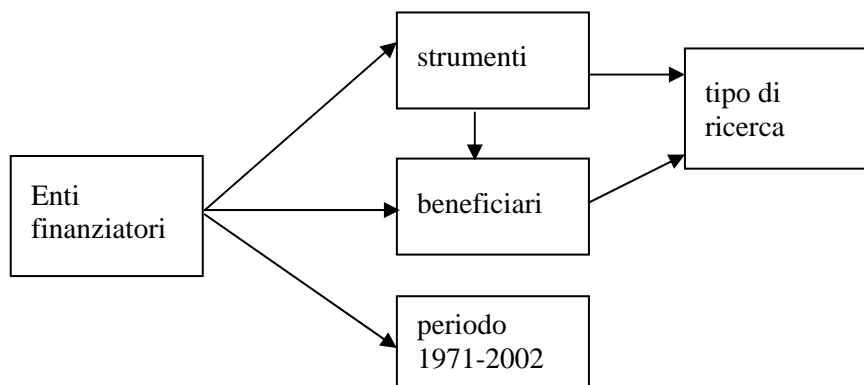 strumenti
tipo di
ricerca
Enti
finanziatori
beneficiari
periodo
1971-2002